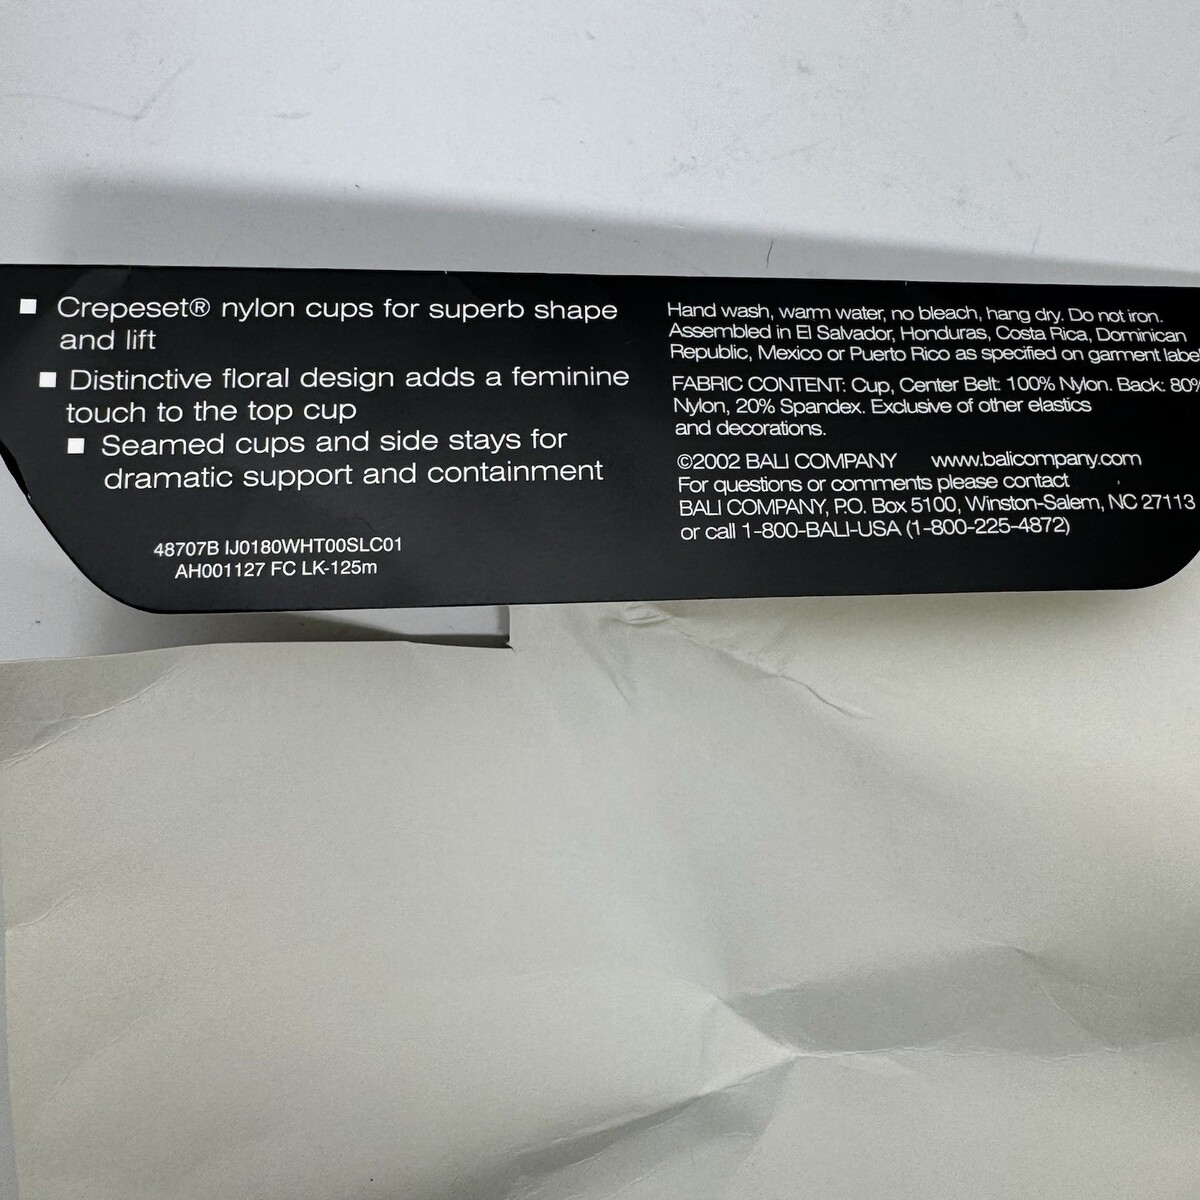 Crepeset® nylon cups for superb shape
and lift
Distinctive floral design adds a feminine
touch to the top cup
Seamed cups and side stays for
dramatic support and containment
48707B IJ0180WHT00SLC01
AH001127 FC LK-125m
Hand wash, warm water, no bleach, hang dry. Do not iron.
Assembled in El Salvador, Honduras, Costa Rica, Dominican
Republic, Mexico or Puerto Rico as specified on garment label
FABRIC CONTENT: Cup, Center Belt: 100% Nylon. Back: 80%
Nylon, 20% Spandex. Exclusive of other elastics
and decorations.
©2002 BALI COMPANY www.balicompany.com
For questions or comments please contact
BALI COMPANY, P.O. Box 5100, Winston-Salem, NC 27113
or call 1-800-BALI-USA (1-800-225-4872)